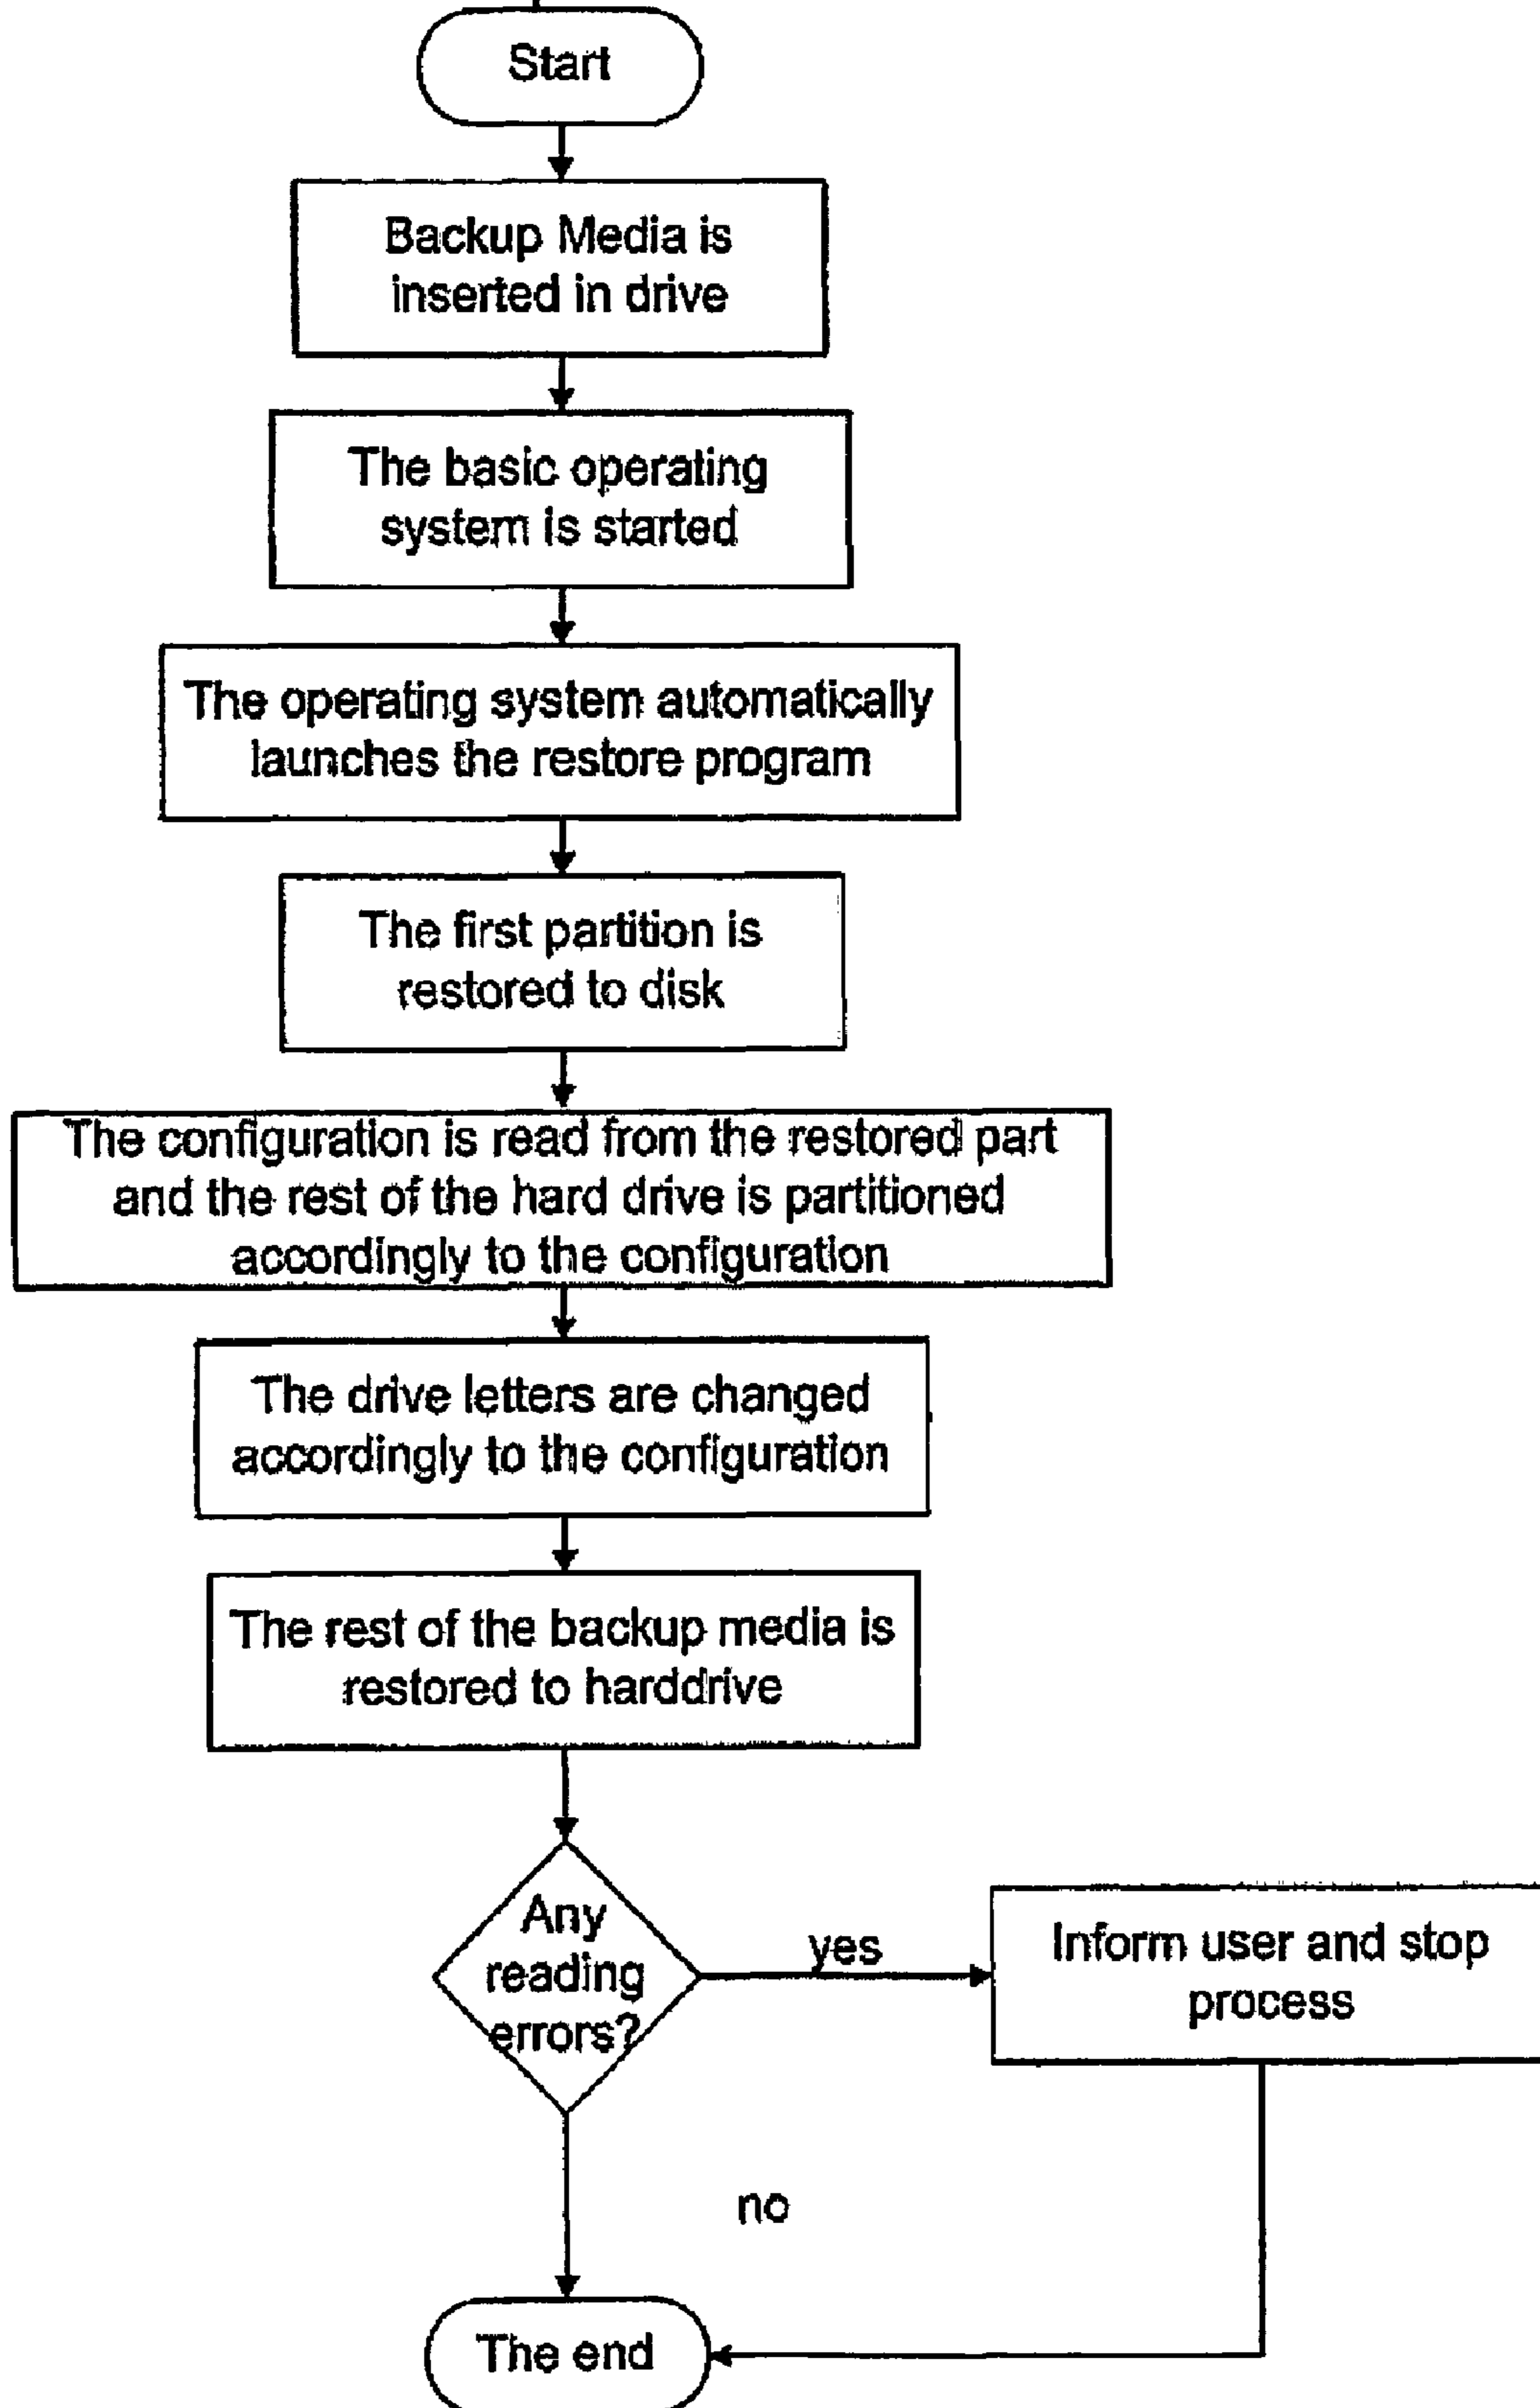 Start
Backup Media is
inserted in drive
The basic operating
system is started
The operating system automatically
launches the restore program
The first partition is
restored to disk
The configuration is read from the restored part
and the rest of the hard drive is partitioned
accordingly to the configuration
The drive letters are changed
accordingly to the configuration
The rest of the backup media is
restored to harddrive
Any
reading
errors?
yes
Inform user and stop
process
no
The end